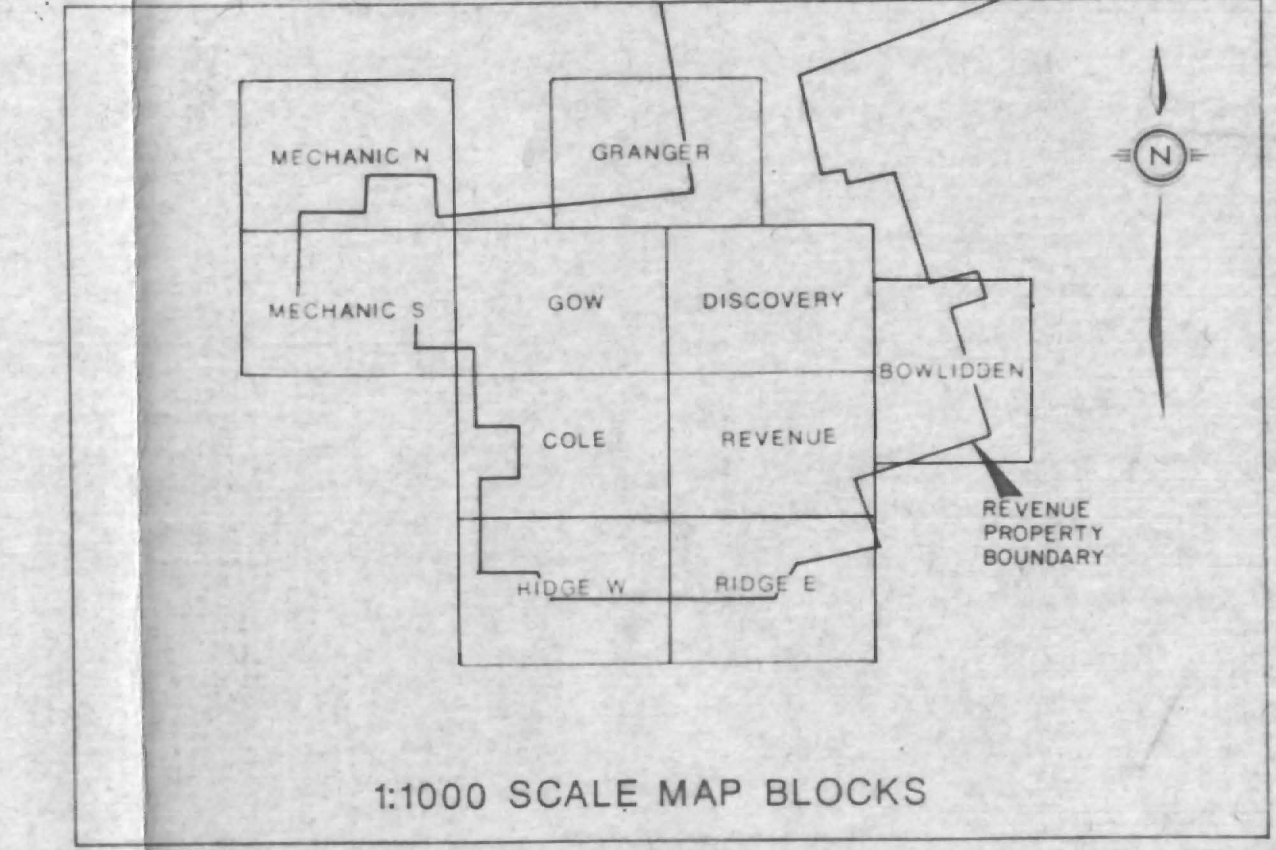 MECHANIC N
GRANGER
N
MECHANIC S
GOW
DISCOVERY
BOWLIDDEN
COLE
REVENUE
REVENUE
PROPERTY
BOUNDARY
RIDGE W
RIDGE E
1:1000 SCALE MAP BLOCKS